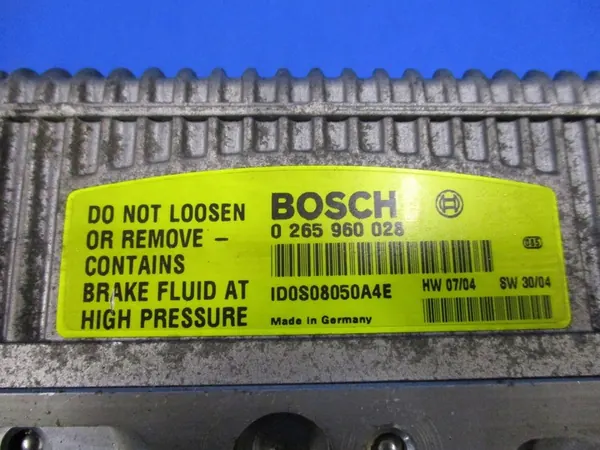 DO NOT LOOSEN
OR REMOVE –
CONTAINS
BRAKE FLUID AT
HIGH PRESSURE
BOSCH
0 265 960 028
ID0S08050A4E
HW 07/04 SW 30/04
Made in Germany